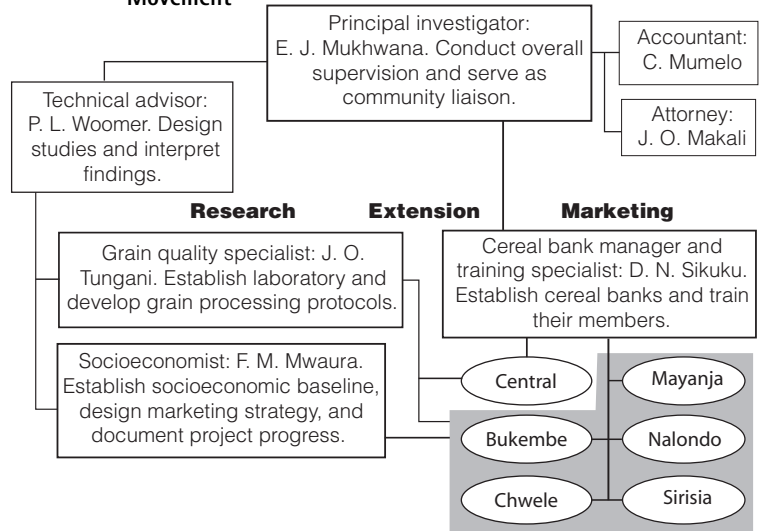 Movement
Principal investigator:
E. J. Mukhwana. Conduct overall
supervision and serve as
community liaison.
Accountant:
C. Mumelo
Attorney:
J. O. Makali
Technical advisor:
P. L. Woomer. Design
studies and interpret
findings.
Research Extension Marketing
Grain quality specialist: J. O.
Tungani. Establish laboratory and
develop grain processing protocols.
Cereal bank manager and
training specialist: D. N. Sikuku.
Establish cereal banks and train
their members.
Socioeconomist: F. M. Mwaura.
Establish socioeconomic baseline,
design marketing strategy, and
document project progress.
Central
Mayanja
Bukembe
Nalondo
Chwele
Sirisia